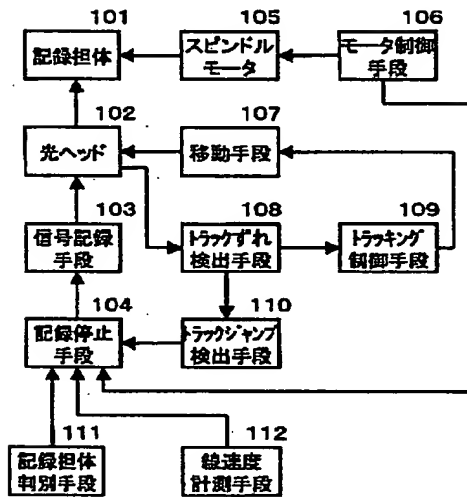 101 105 106
記録担体 スピンドル モータ制御
モータ 手段
102 107
光ヘッド 移動手段
103 108 109
信号記録 トラックずれ トラッキング
手段 検出手段 制御手段
104 110
記録停止 トラックジャンプ
手段 検出手段
111 112
記録担体 線速度
判別手段 計測手段